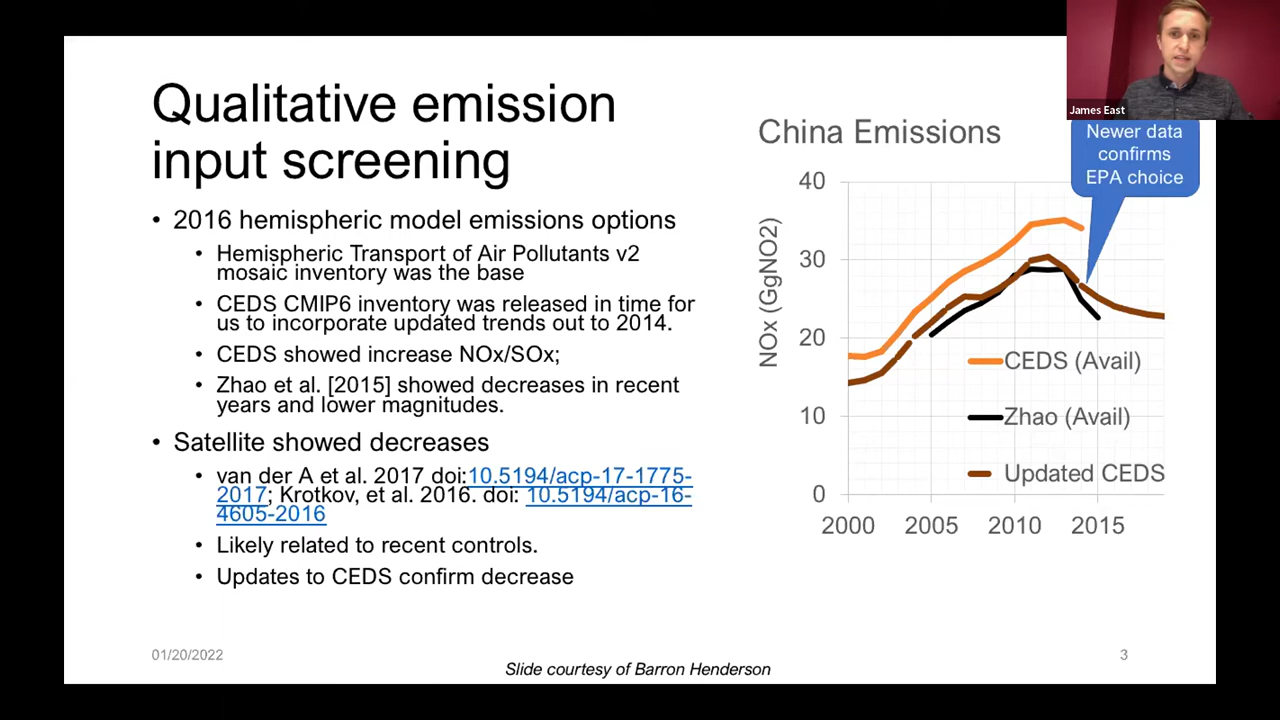 James East
Qualitative emission
input screening
• 2016 hemispheric model emissions options
• Hemispheric Transport of Air Pollutants v2
mosaic inventory was the base
• CEDS CMIP6 inventory was released in time for
us to incorporate updated trends out to 2014.
• CEDS showed increase NOx/SOx;
• Zhao et al. [2015] showed decreases in recent
years and lower magnitudes.
• Satellite showed decreases
• van der A et al. 2017 doi:10.5194/acp-17-1775-
2017; Krotkov, et al. 2016. doi: 10.5194/acp-16-
4605-2016
• Likely related to recent controls.
• Updates to CEDS confirm decrease
China Emissions
Newer data
confirms
EPA choice
NOx (GgNO2)
40
30
20
10
0
2000 2005 2010 2015
CEDS (Avail)
Zhao (Avail)
Updated CEDS
01/20/2022
Slide courtesy of Barron Henderson
3